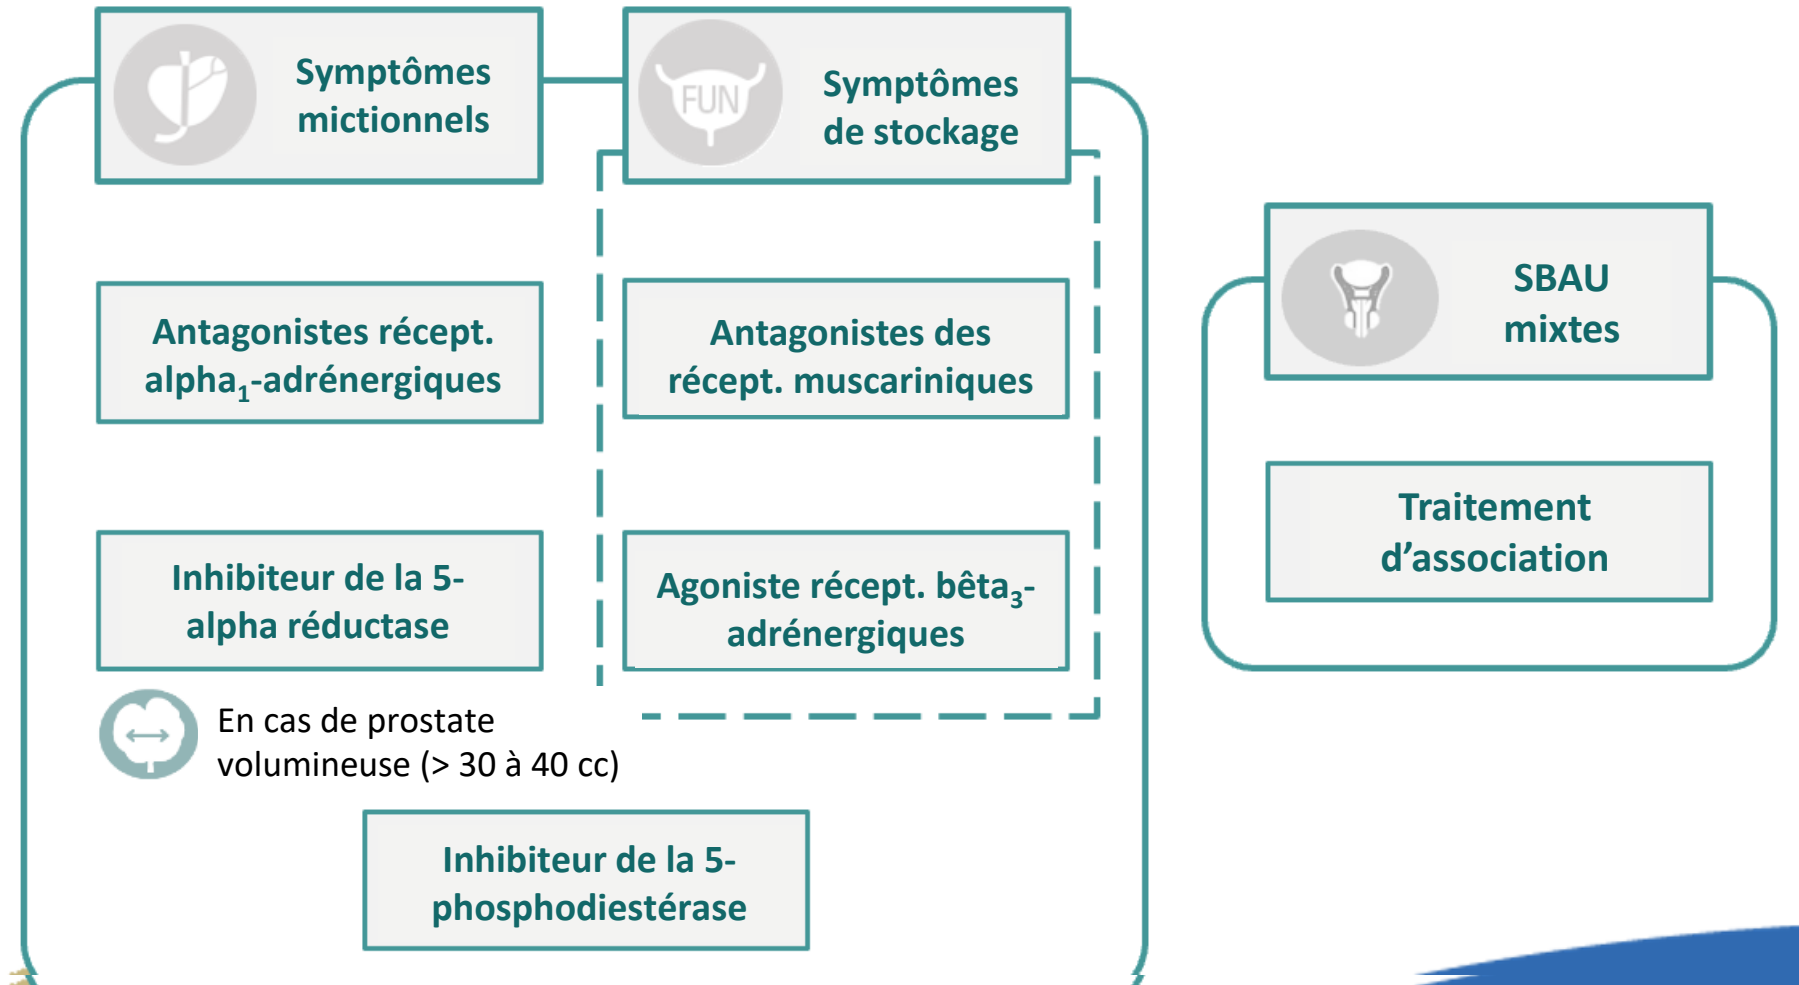 Symptômes
mictionnels
FUN
Symptômes
de stockage
Antagonistes récept.
alpha₁-adrénergiques
Antagonistes des
récept. muscariniques
Inhibiteur de la 5-
alpha réductase
Agoniste récept. bêta₃-
adrénergiques
En cas de prostate
volumineuse (> 30 à 40 cc)
Inhibiteur de la 5-
phosphodiestérase
SBAU
mixtes
Traitement
d’association